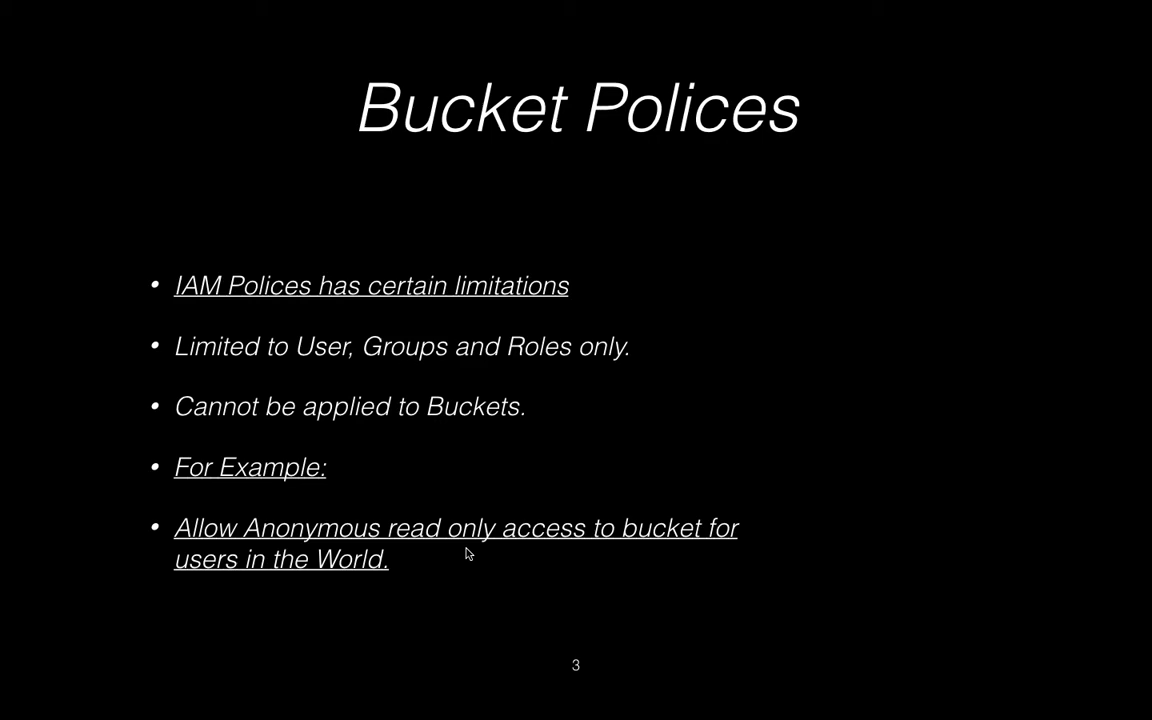 Bucket Polices
• IAM Polices has certain limitations
• Limited to User, Groups and Roles only.
• Cannot be applied to Buckets.
• For Example:
• Allow Anonymous read only access to bucket for
users in the World.
3